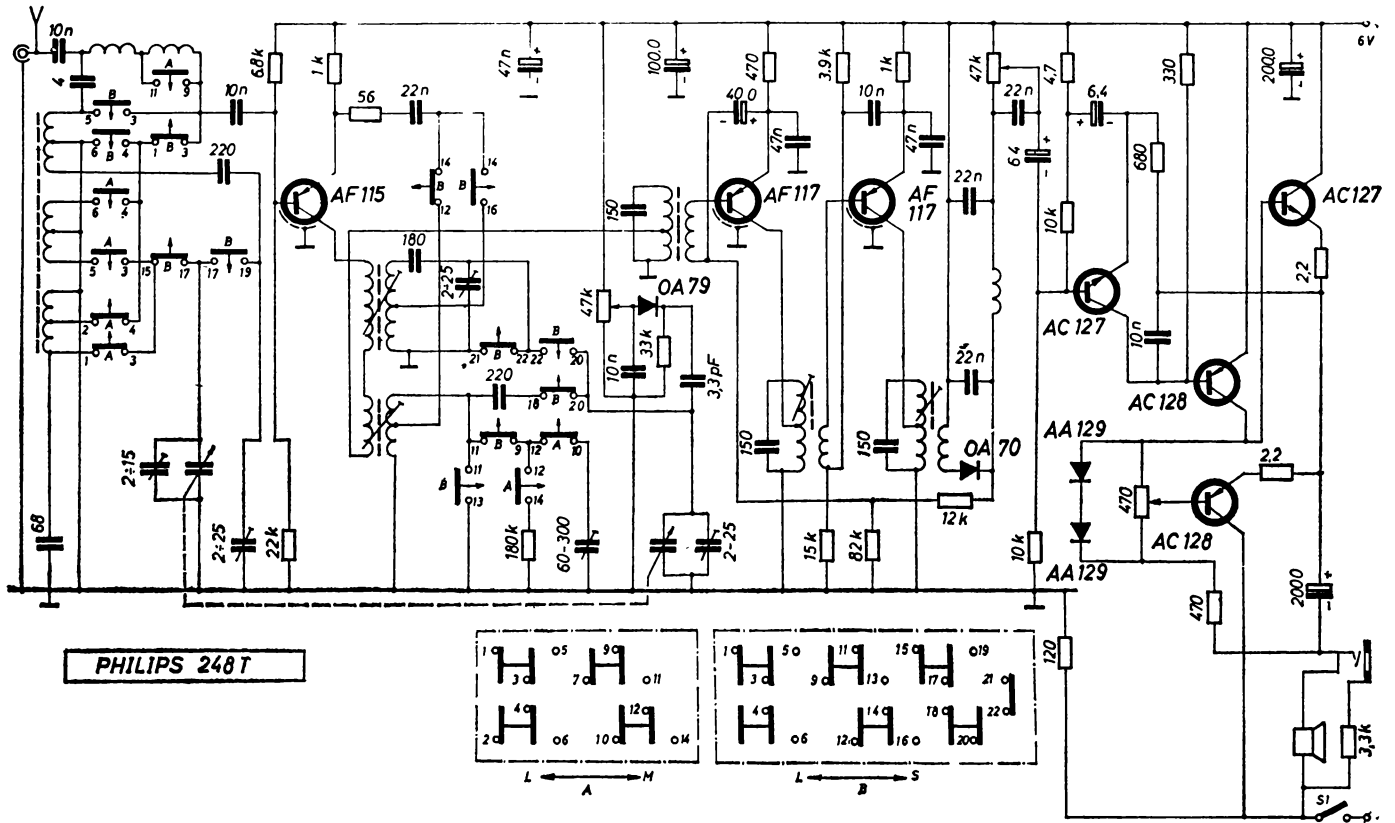 10n
4
A
11 9
B
5 3
B
6 4
B
1 3
10n
220
A
6 4
A
5 3
B
15 17
B
17 19
A
2 4
A
1 3
68
2÷15
2÷25
22k
6.8k
1k
56
22n
AF115
47n
14
B
12
14
B
16
180
2÷25
21 B 22
B
22 20
220
B
18 20
11 B 9
A
12 10
11
B
13
12
A
14
180k
60-300
47k
OA79
33k
10n
3,3pF
2-25
100.0
150
47.0
40.0
- +
47n
AF117
3.9k
10n
1k
47n
AF
117
150
15k
82k
150
22n
22n
OA70
12k
47k
22n
6.4
4,7
6,4
+ -
680
10k
AC127
10n
330
AC128
10k
AA129
AA129
470
AC128
2,2
470
200.0
AC127
2,2
200.0
6V
120
3,3k
S1
PHILIPS 248T
1 5 9
3 7 11
4 12
2 6 10 14
L M
A
1 5 11 15 19
3 9 13 17 21
4 14 18 22
6 12 16 20
L S
B